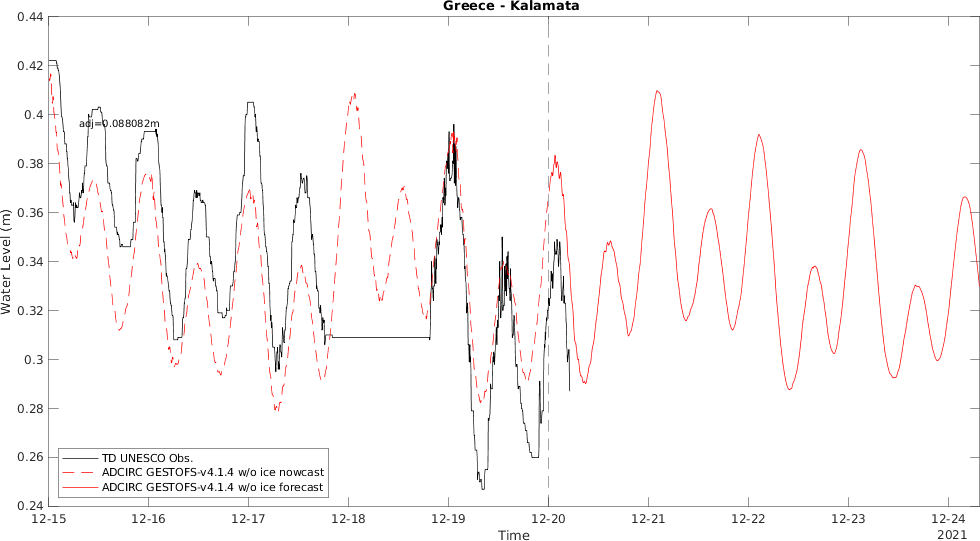 Greece - Kalamata
0.44
0.42
0.4
0.38
0.36
0.34
0.32
0.3
0.28
0.26
0.24
Water Level (m)
adj=0.088082m
TD UNESCO Obs.
ADCIRC GESTOFS-v4.1.4 w/o ice nowcast
ADCIRC GESTOFS-v4.1.4 w/o ice forecast
12-15 12-16 12-17 12-18 12-19 12-20 12-21 12-22 12-23 12-24
Time
2021